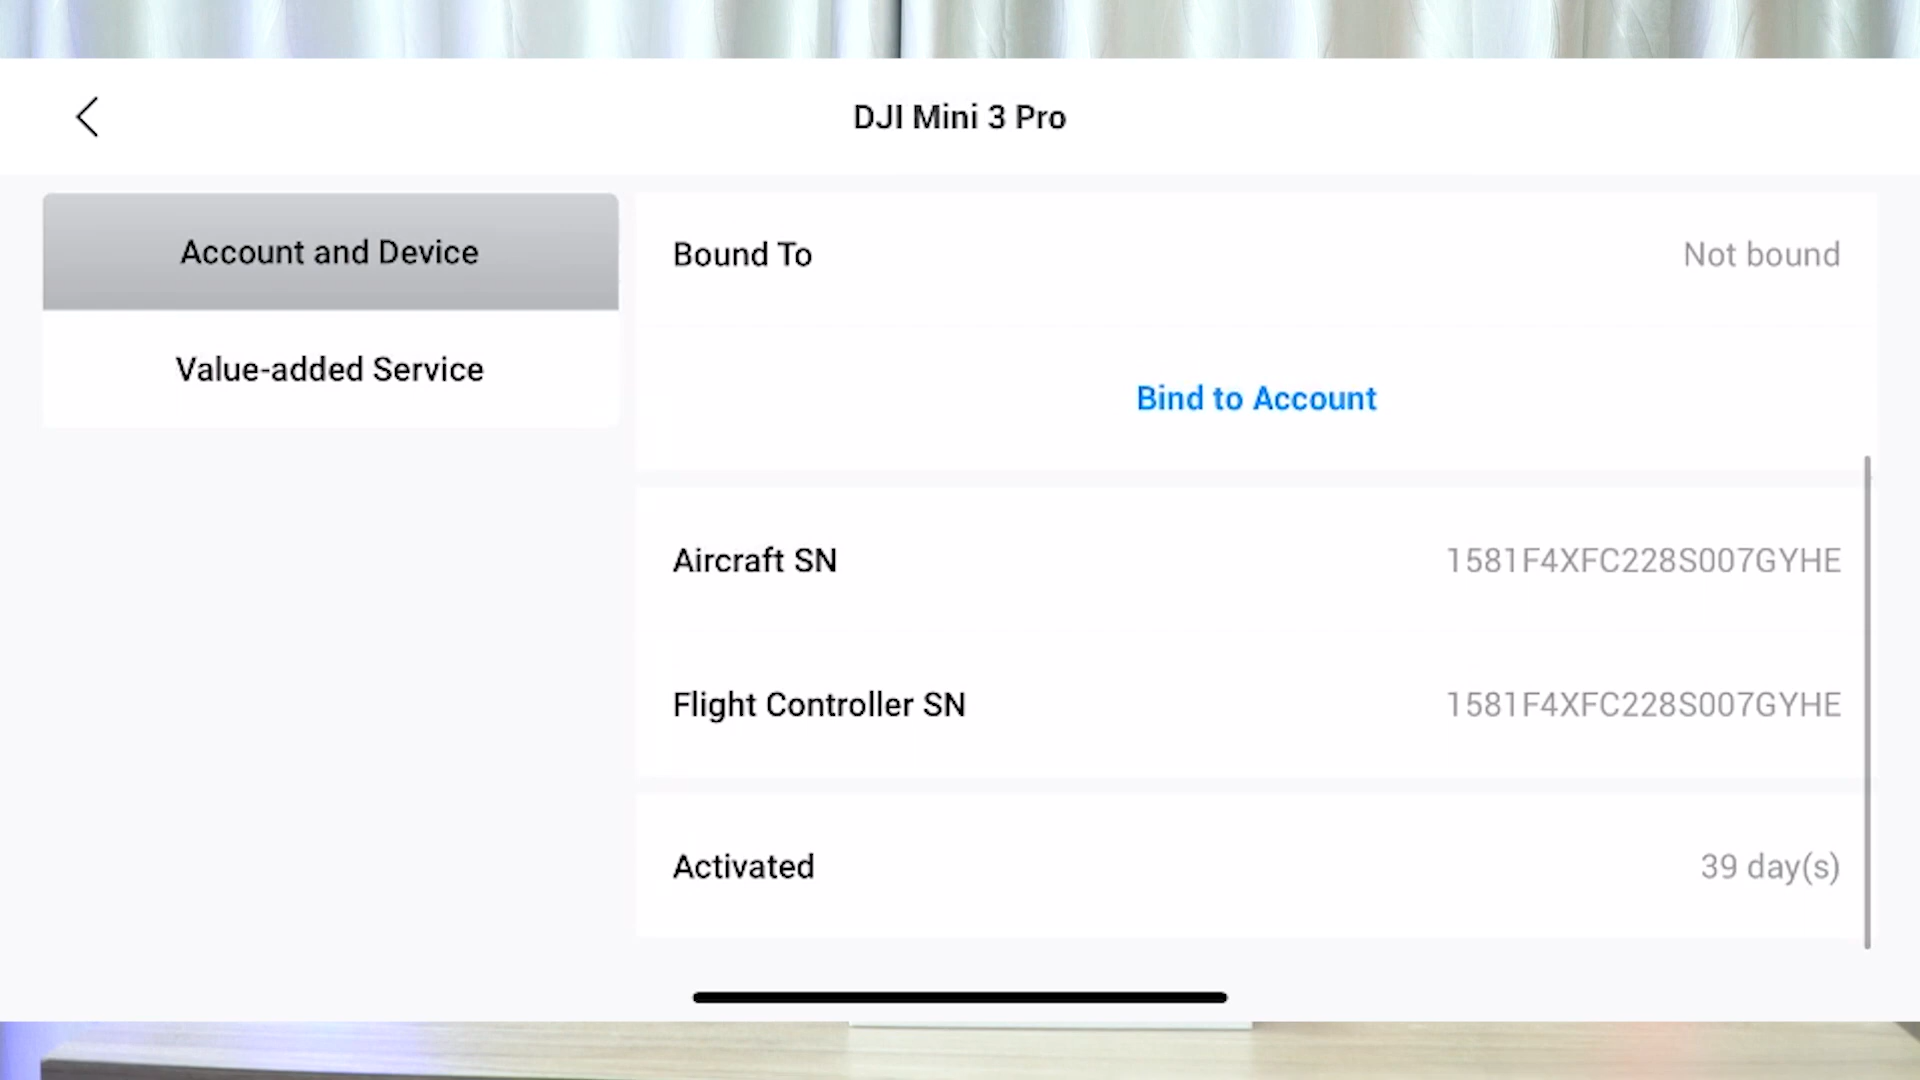 DJI Mini 3 Pro
Account and Device
Value-added Service
Bound To Not bound
Bind to Account
Aircraft SN 1581F4XFC228S007GYHE
Flight Controller SN 1581F4XFC228S007GYHE
Activated 39 day(s)